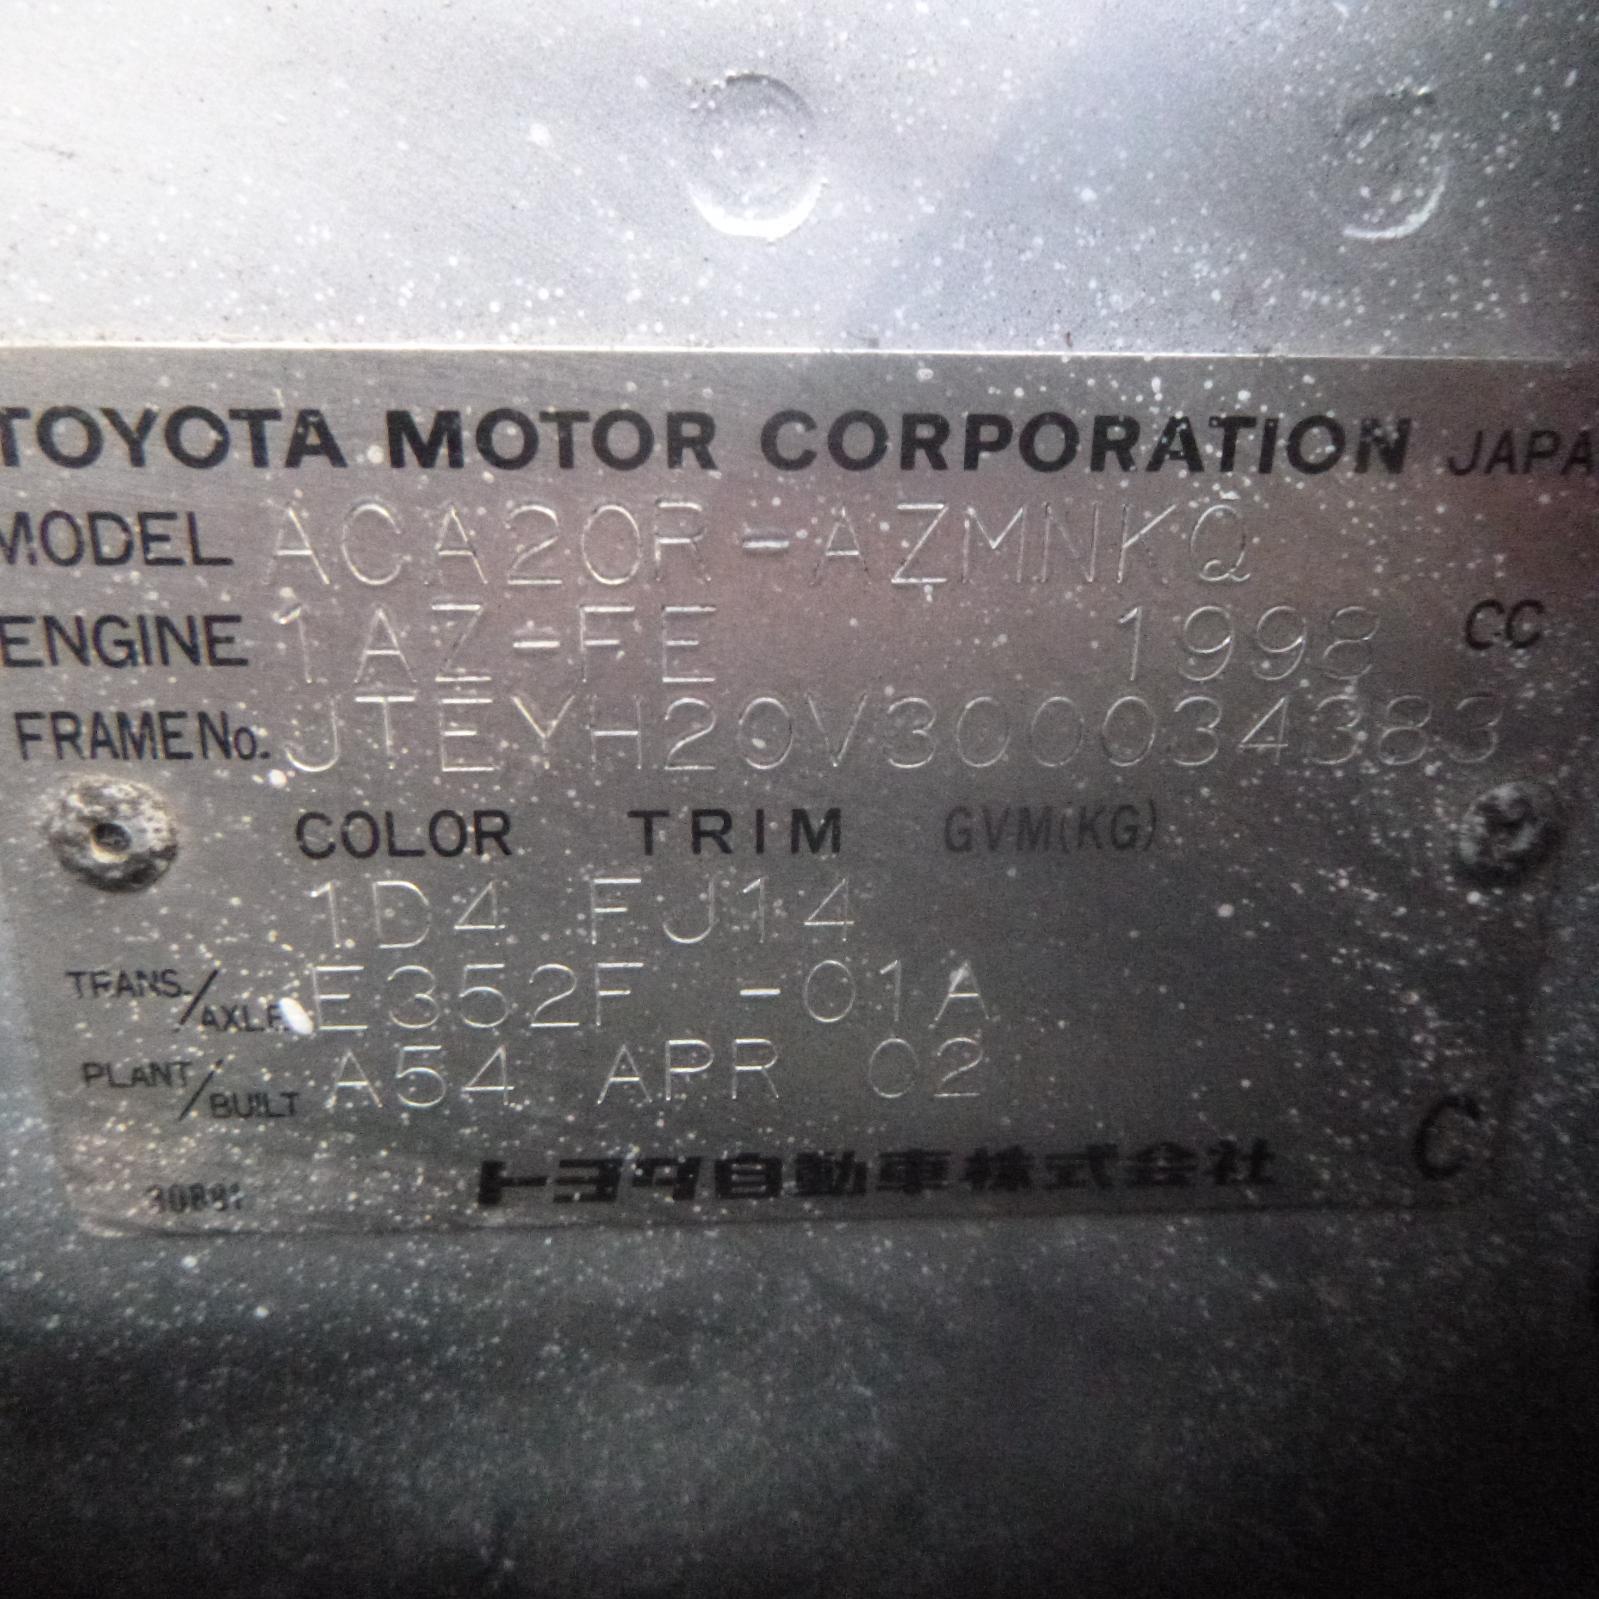 TOYOTA MOTOR CORPORATION JAPA
MODEL ACA20R-AZMNKQ
ENGINE 1AZ-FE 1998 CC
FRAME No. JTEYH20V300034383
COLOR TRIM GVM(KG)
1D4 FJ14
TRANS./AXLE E352F -01A
PLANT/BUILT A54 APR 02
トヨタ自動車株式会社 C